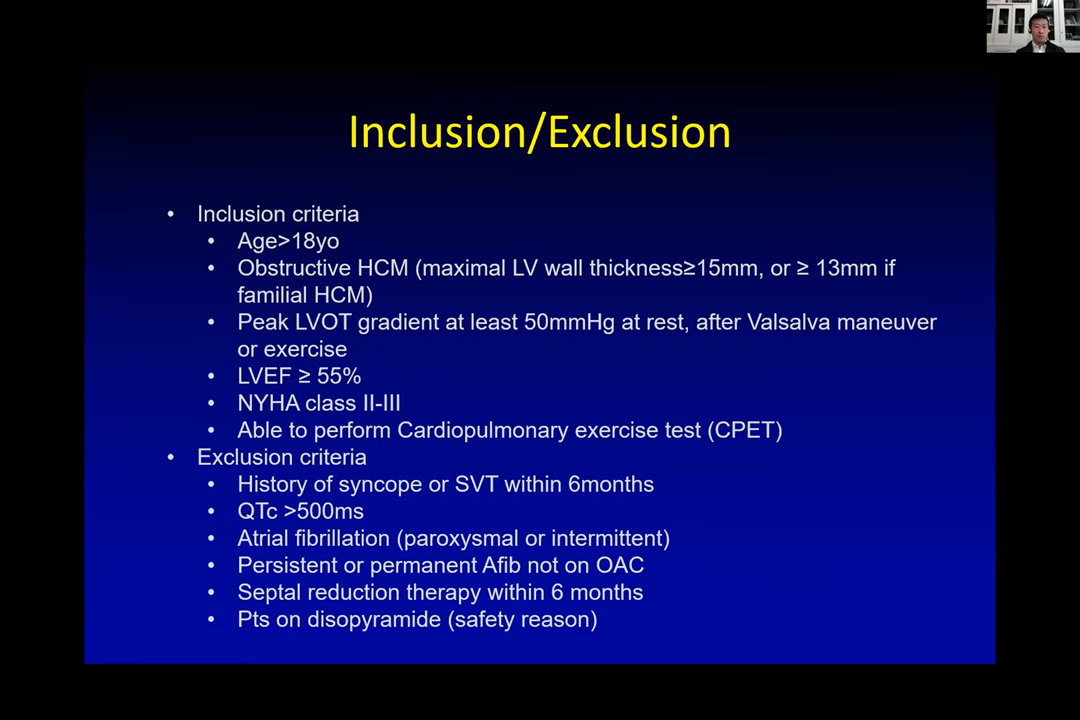 Inclusion/Exclusion
• Inclusion criteria
• Age>18yo
• Obstructive HCM (maximal LV wall thickness≥15mm, or ≥ 13mm if
familial HCM)
• Peak LVOT gradient at least 50mmHg at rest, after Valsalva maneuver
or exercise
• LVEF ≥ 55%
• NYHA class II-III
• Able to perform Cardiopulmonary exercise test (CPET)
• Exclusion criteria
• History of syncope or SVT within 6months
• QTc >500ms
• Atrial fibrillation (paroxysmal or intermittent)
• Persistent or permanent Afib not on OAC
• Septal reduction therapy within 6 months
• Pts on disopyramide (safety reason)